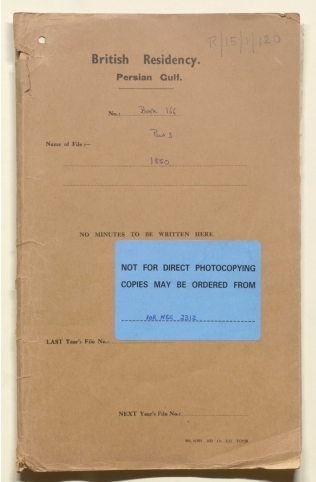 R/15/1/120
British Residency.
Persian Gulf.
No.: Book 166
Part 3
Name of File:—
1850
NO MINUTES TO BE WRITTEN HERE
NOT FOR DIRECT PHOTOCOPYING
COPIES MAY BE ORDERED FROM
NEG
LAST Year's File No.:
NEXT Year's File No.: